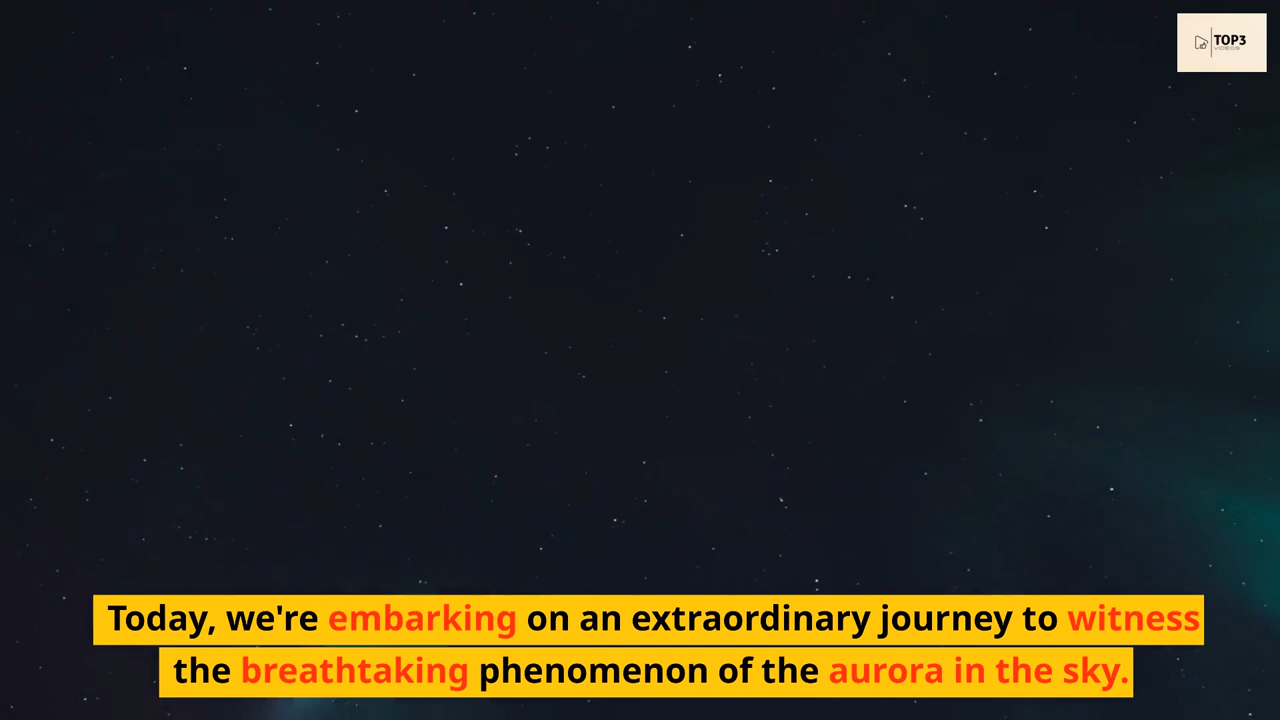 TOP3
VIDEOS
Today, we're embarking on an extraordinary journey to witness
the breathtaking phenomenon of the aurora in the sky.